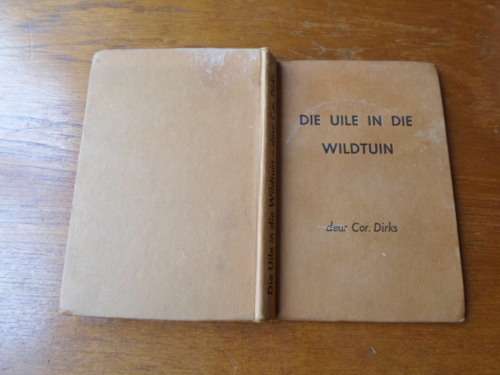 DIE UILE IN DIE
WILDTUIN
deur Cor. Dirks
Die Uile in die Wildtuin